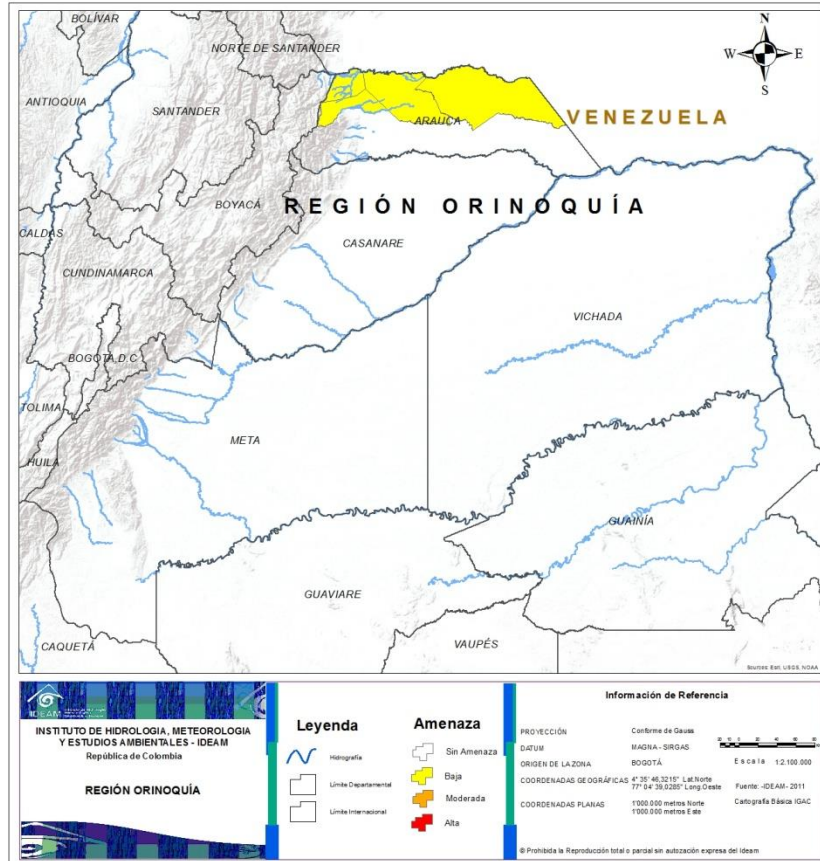 BOLÍVAR
N
W E
S
NORTE DE SANTANDER
ANTIOQUIA
SANTANDER
ARAUCA
VENEZUELA
BOYACÁ
REGIÓN ORINOQUÍA
CASANARE
CALDAS
CUNDINAMARCA
VICHADA
BOGOTA D.C
TOLIMA
META
HUILA
GUAINÍA
GUAVIARE
CAQUETÁ
VAUPÉS
Sources: Esri, USGS, NOAA
IDEAM
INSTITUTO DE HIDROLOGIA, METEOROLOGIA
Y ESTUDIOS AMBIENTALES - IDEAM
República de Colombia
REGIÓN ORINOQUÍA
Leyenda
Hidrografía
Límite Departamental
Límite Internacional
Amenaza
Sin Amenaza
Baja
Moderada
Alta
Información de Referencia
PROYECCIÓN Conforme de Gauss
DATUM MAGNA - SIRGAS
ORIGEN DE LA ZONA BOGOTÁ
COORDENADAS GEOGRÁFICAS 4° 35' 46,3215" Lat.Norte
77° 04' 39,0285" Long.Oeste
COORDENADAS PLANAS 1'000.000 metros Norte
1'000.000 metros Este
Escala 1:2.100.000
Fuente: -IDEAM- 2011
Cartografía Básica IGAC
© Prohibida la Reproducción total o parcial sin autozación expresa del Ideam